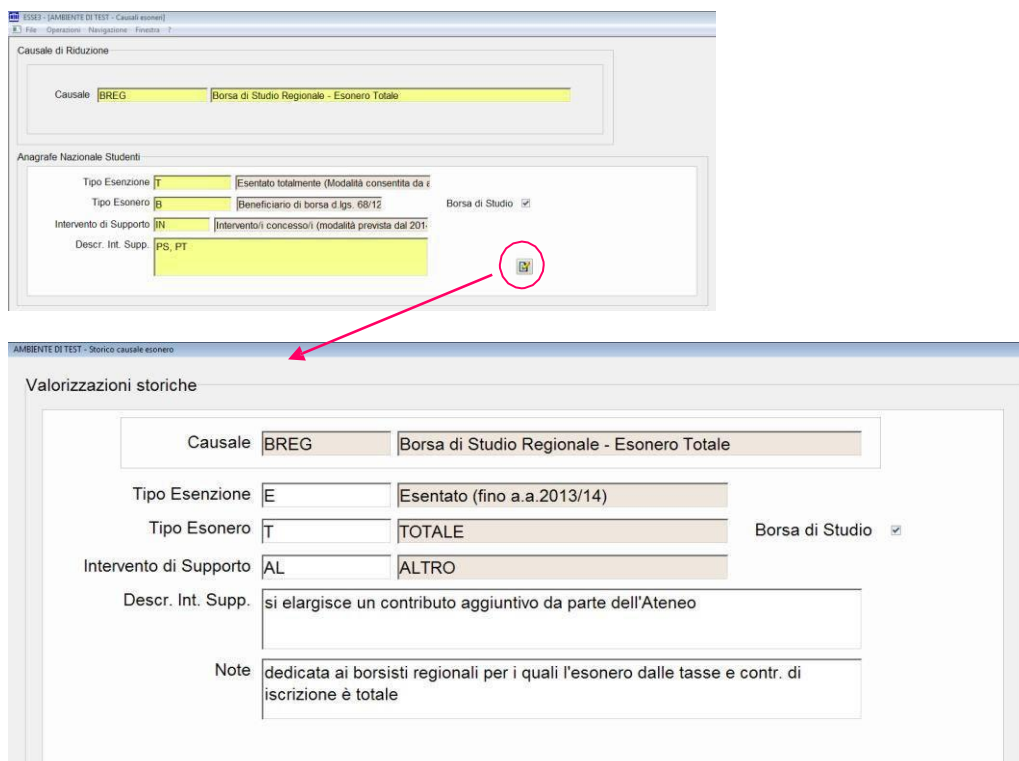 ESSE3 - [AMBIENTE DI TEST - Causali esoneri]
File Operazioni Navigazione Finestra ?
Causale di Riduzione
Causale BREG Borsa di Studio Regionale - Esonero Totale
Anagrafe Nazionale Studenti
Tipo Esenzione T Esentato totalmente (Modalità consentita da a
Tipo Esonero B Beneficiario di borsa d.lgs. 68/12 Borsa di Studio
Intervento di Supporto IN Intervento/i concesso/i (modalità prevista dal 201
Descr. Int. Supp. PS, PT
AMBIENTE DI TEST - Storico causale esonero
Valorizzazioni storiche
Causale BREG Borsa di Studio Regionale - Esonero Totale
Tipo Esenzione E Esentato (fino a.a.2013/14)
Tipo Esonero T TOTALE Borsa di Studio
Intervento di Supporto AL ALTRO
Descr. Int. Supp. si elargisce un contributo aggiuntivo da parte dell'Ateneo
Note dedicata ai borsisti regionali per i quali l'esonero dalle tasse e contr. di
iscrizione è totale